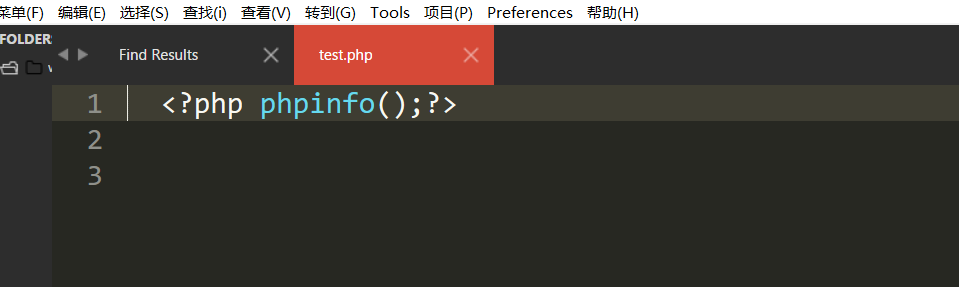 菜单(F) 编辑(E) 选择(S) 查找(i) 查看(V) 转到(G) Tools 项目(P) Preferences 帮助(H)
FOLDERS
Find Results
test.php
1 <?php phpinfo();?>
2
3